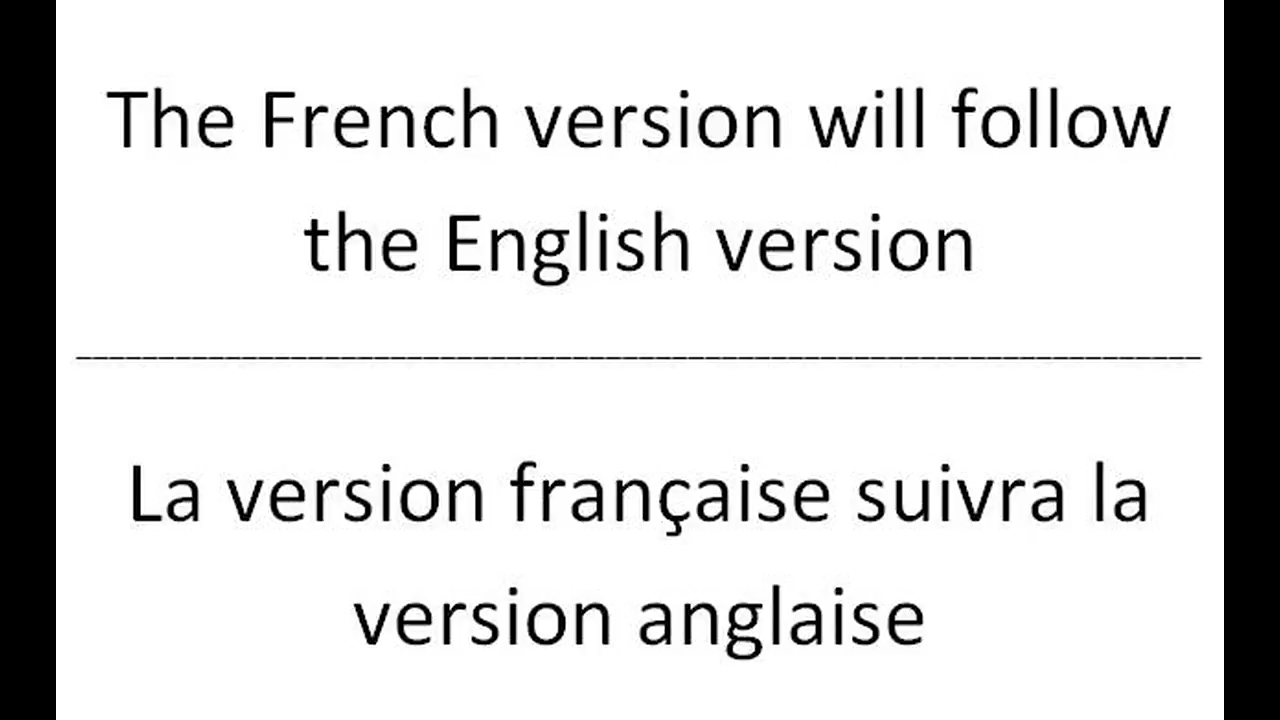 The French version will follow
the English version
La version française suivra la
version anglaise